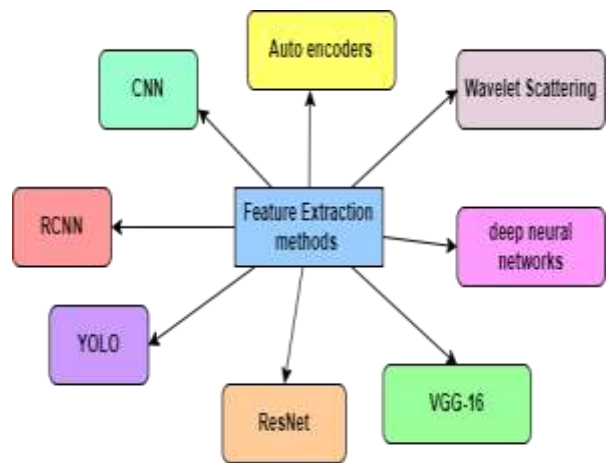 Auto encoders
CNN
Wavelet Scattering
Feature Extraction
methods
RCNN
deep neural
networks
YOLO
ResNet
VGG-16